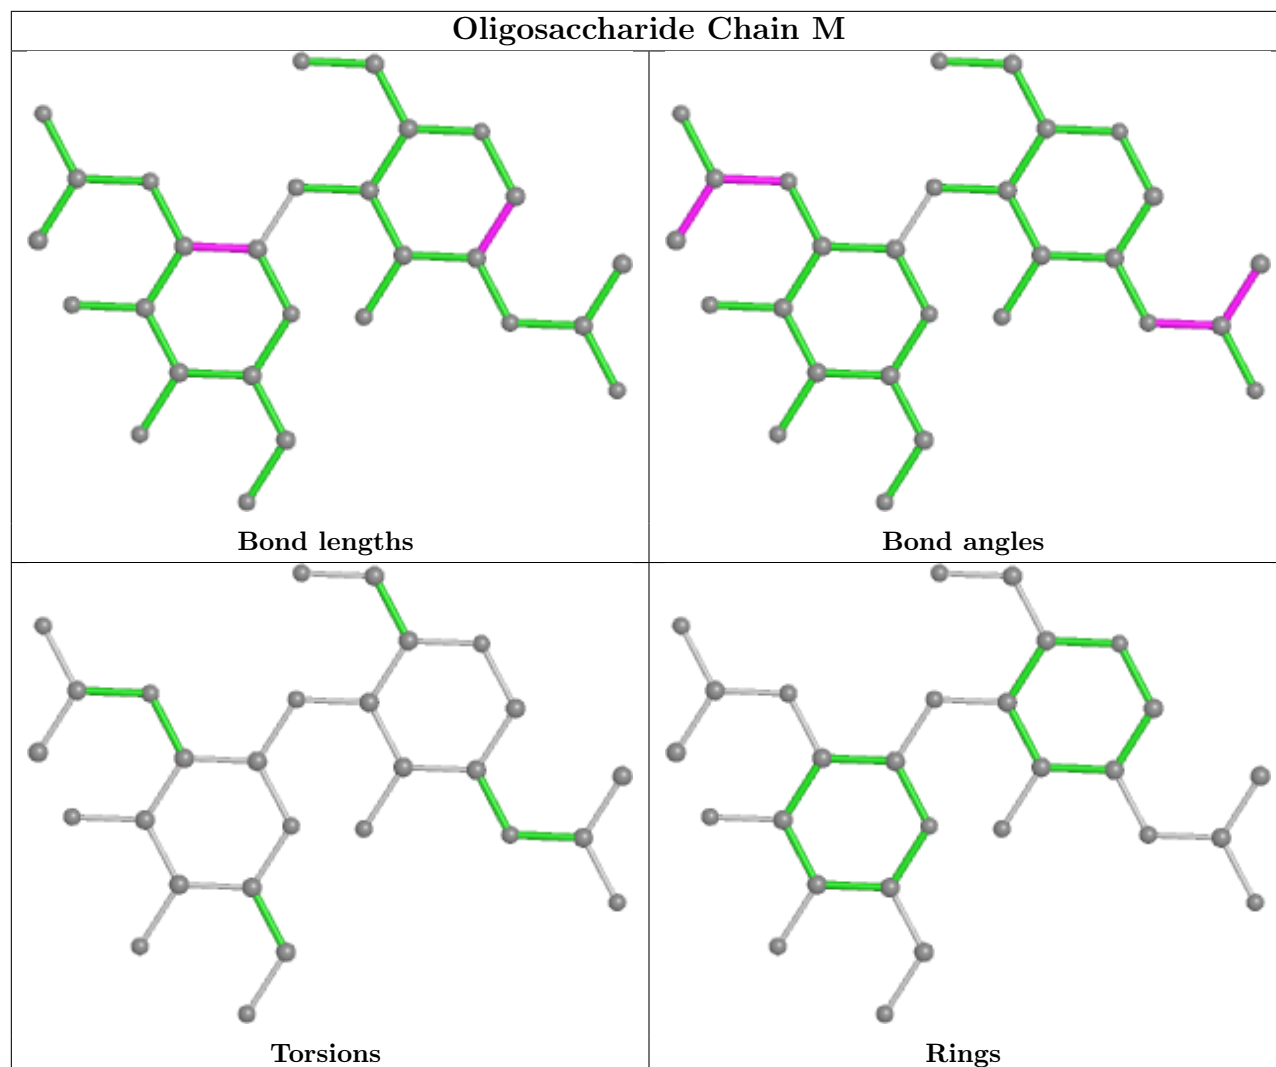 Oligosaccharide Chain M
Bond lengths
Bond angles
Torsions
Rings